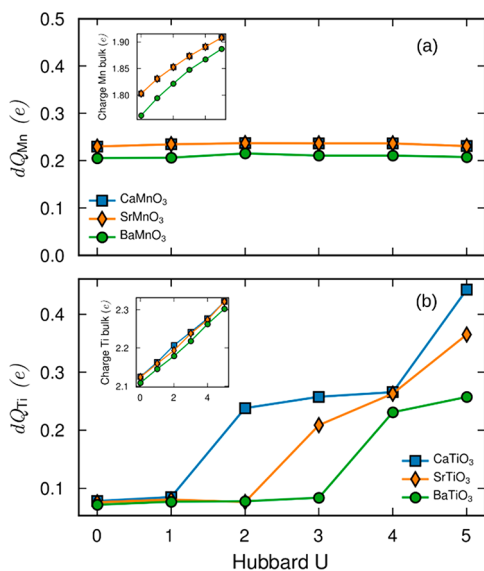 0.5
0.4
0.3
0.2
0.1
0.0
dQMn (e)
(a)
1.90
1.85
1.80
Charge Mn bulk (e)
CaMnO3
SrMnO3
BaMnO3
0.4
0.3
0.2
0.1
dQTi (e)
(b)
2.3
2.2
2.1
Charge Ti bulk (e)
0 2 4
CaTiO3
SrTiO3
BaTiO3
0 1 2 3 4 5
Hubbard U